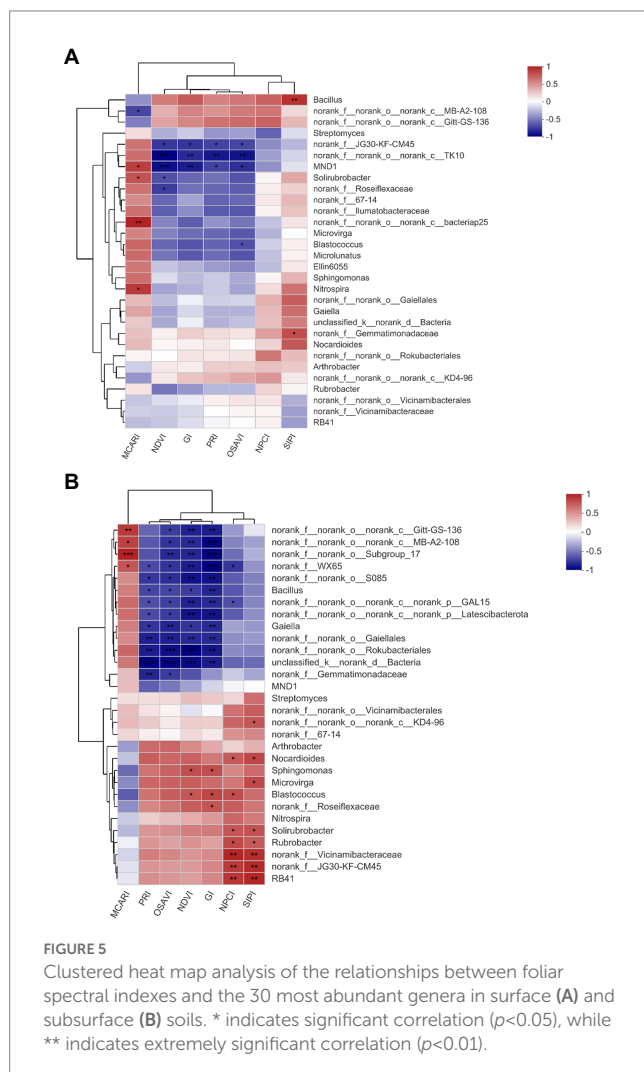 A
1
0.5
0
-0.5
-1
Bacillus
norank_f__norank_o__norank_c__MB-A2-108
norank_f__norank_o__norank_c__Gitt-GS-136
Streptomyces
norank_f__JG30-KF-CM45
norank_f__norank_o__norank_c__TK10
MND1
Solirubrobacter
norank_f__Roseiflexaceae
norank_f__67-14
norank_f__Ilumatobacteraceae
norank_f__norank_o__norank_c__bacteriap25
Microvirga
Blastococcus
Microlunatus
Ellin6055
Sphingomonas
Nitrospira
norank_f__norank_o__Gaiellales
Gaiella
unclassified_k__norank_d__Bacteria
norank_f__Gemmatimonadaceae
Nocardioides
norank_f__norank_o__Rokubacteriales
Arthrobacter
norank_f__norank_o__norank_c__KD4-96
Rubrobacter
norank_f__norank_o__Vicinamibacterales
norank_f__Vicinamibacteraceae
RB41
MCARI NDVI GI PRI OSAVI NPCI SIPI
B
1
0.5
0
-0.5
-1
norank_f__norank_o__norank_c__Gitt-GS-136
norank_f__norank_o__norank_c__MB-A2-108
norank_f__norank_o__Subgroup_17
norank_f__WX65
norank_f__norank_o__S085
Bacillus
norank_f__norank_o__norank_c__norank_p__GAL15
norank_f__norank_o__norank_c__norank_p__Latescibacterota
Gaiella
norank_f__norank_o__Gaiellales
norank_f__norank_o__Rokubacteriales
unclassified_k__norank_d__Bacteria
norank_f__Gemmatimonadaceae
MND1
Streptomyces
norank_f__norank_o__Vicinamibacterales
norank_f__norank_o__norank_c__KD4-96
norank_f__67-14
Arthrobacter
Nocardioides
Sphingomonas
Microvirga
Blastococcus
norank_f__Roseiflexaceae
Nitrospira
Solirubrobacter
Rubrobacter
norank_f__Vicinamibacteraceae
norank_f__JG30-KF-CM45
RB41
MCARI PRI OSAVI NDVI GI NPCI SIPI
FIGURE 5
Clustered heat map analysis of the relationships between foliar
spectral indexes and the 30 most abundant genera in surface (A) and
subsurface (B) soils. * indicates significant correlation (p<0.05), while
** indicates extremely significant correlation (p<0.01).